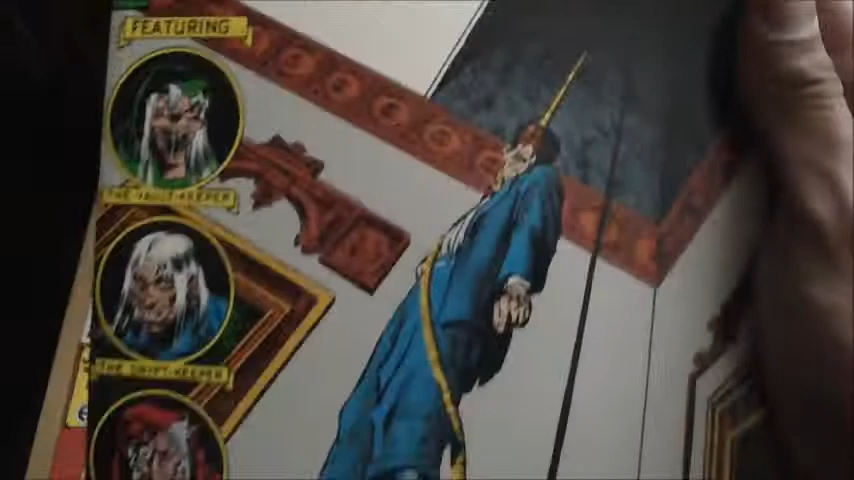 FEATURING
THE VAULT-KEEPER
THE CRYPT-KEEPER